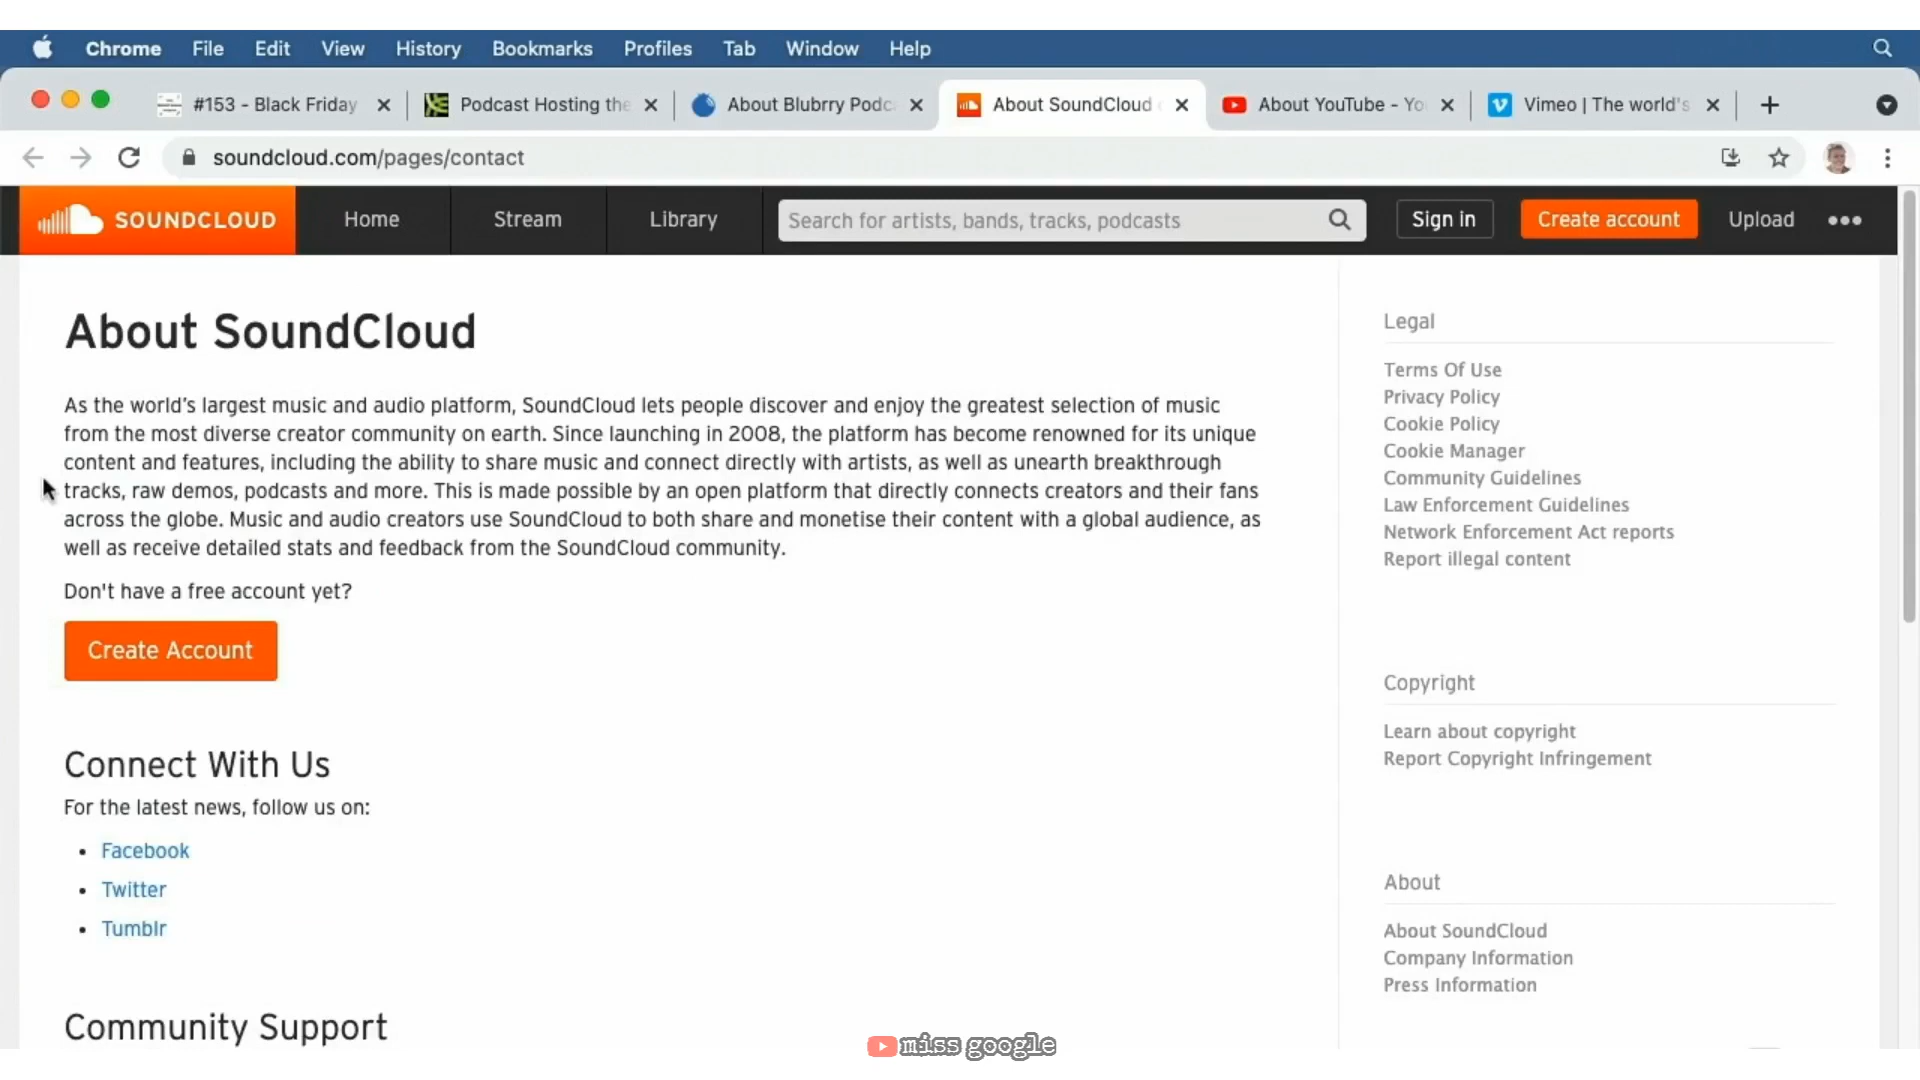 Chrome File Edit View History Bookmarks Profiles Tab Window Help
#153 - Black Friday
Podcast Hosting the
About Blubrry Podc
About SoundCloud
About YouTube - Yo
Vimeo | The world's
soundcloud.com/pages/contact
SOUNDCLOUD Home Stream Library Search for artists, bands, tracks, podcasts Sign in Create account Upload
About SoundCloud
As the world's largest music and audio platform, SoundCloud lets people discover and enjoy the greatest selection of music
from the most diverse creator community on earth. Since launching in 2008, the platform has become renowned for its unique
content and features, including the ability to share music and connect directly with artists, as well as unearth breakthrough
tracks, raw demos, podcasts and more. This is made possible by an open platform that directly connects creators and their fans
across the globe. Music and audio creators use SoundCloud to both share and monetise their content with a global audience, as
well as receive detailed stats and feedback from the SoundCloud community.
Don't have a free account yet?
Create Account
Connect With Us
For the latest news, follow us on:
Facebook
Twitter
Tumblr
Community Support
Legal
Terms Of Use
Privacy Policy
Cookie Policy
Cookie Manager
Community Guidelines
Law Enforcement Guidelines
Network Enforcement Act reports
Report illegal content
Copyright
Learn about copyright
Report Copyright Infringement
About
About SoundCloud
Company Information
Press Information
miss google